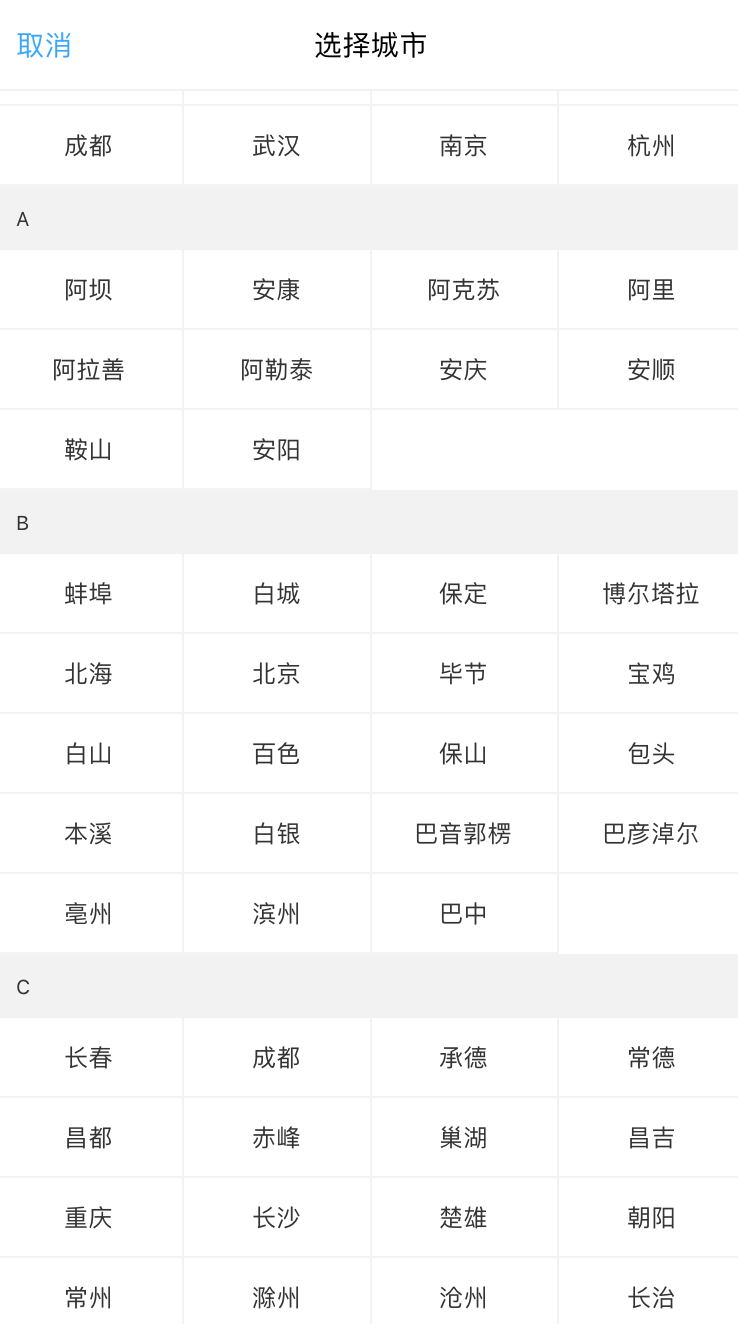 取消 选择城市
成都 武汉 南京 杭州
A
阿坝 安康 阿克苏 阿里
阿拉善 阿勒泰 安庆 安顺
鞍山 安阳
B
蚌埠 白城 保定 博尔塔拉
北海 北京 毕节 宝鸡
白山 百色 保山 包头
本溪 白银 巴音郭楞 巴彦淖尔
亳州 滨州 巴中
C
长春 成都 承德 常德
昌都 赤峰 巢湖 昌吉
重庆 长沙 楚雄 朝阳
常州 滁州 沧州 长治